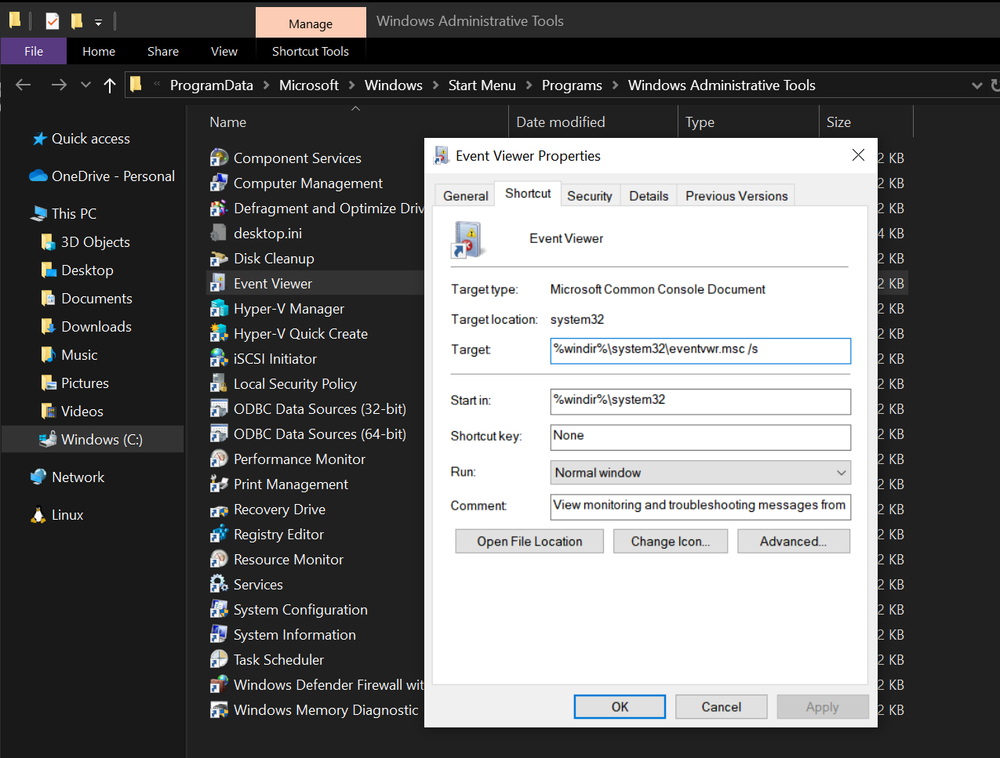 Manage
Windows Administrative Tools
File
Home
Share
View
Shortcut Tools
« ProgramData > Microsoft > Windows > Start Menu > Programs > Windows Administrative Tools
Quick access
OneDrive - Personal
This PC
3D Objects
Desktop
Documents
Downloads
Music
Pictures
Videos
Windows (C:)
Network
Linux
Name
Date modified
Type
Size
Component Services
2 KB
Computer Management
2 KB
Defragment and Optimize Driv
2 KB
desktop.ini
4 KB
Disk Cleanup
2 KB
Event Viewer
2 KB
Hyper-V Manager
2 KB
Hyper-V Quick Create
2 KB
iSCSI Initiator
2 KB
Local Security Policy
2 KB
ODBC Data Sources (32-bit)
2 KB
ODBC Data Sources (64-bit)
2 KB
Performance Monitor
2 KB
Print Management
2 KB
Recovery Drive
2 KB
Registry Editor
2 KB
Resource Monitor
2 KB
Services
2 KB
System Configuration
2 KB
System Information
2 KB
Task Scheduler
2 KB
Windows Defender Firewall wit
2 KB
Windows Memory Diagnostic
2 KB
Event Viewer Properties
General
Shortcut
Security
Details
Previous Versions
Event Viewer
Target type: Microsoft Common Console Document
Target location: system32
Target: %windir%\system32\eventvwr.msc /s
Start in: %windir%\system32
Shortcut key: None
Run: Normal window
Comment: View monitoring and troubleshooting messages from
Open File Location
Change Icon...
Advanced...
OK
Cancel
Apply